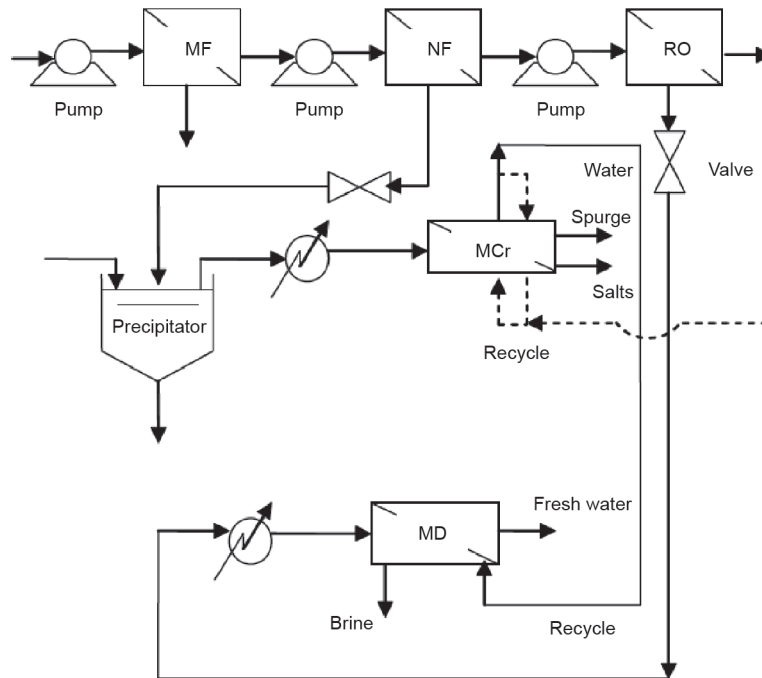 MF
NF
RO
Pump
Pump
Pump
Water
Valve
Spurge
MCr
Salts
Precipitator
Recycle
Fresh water
MD
Brine
Recycle